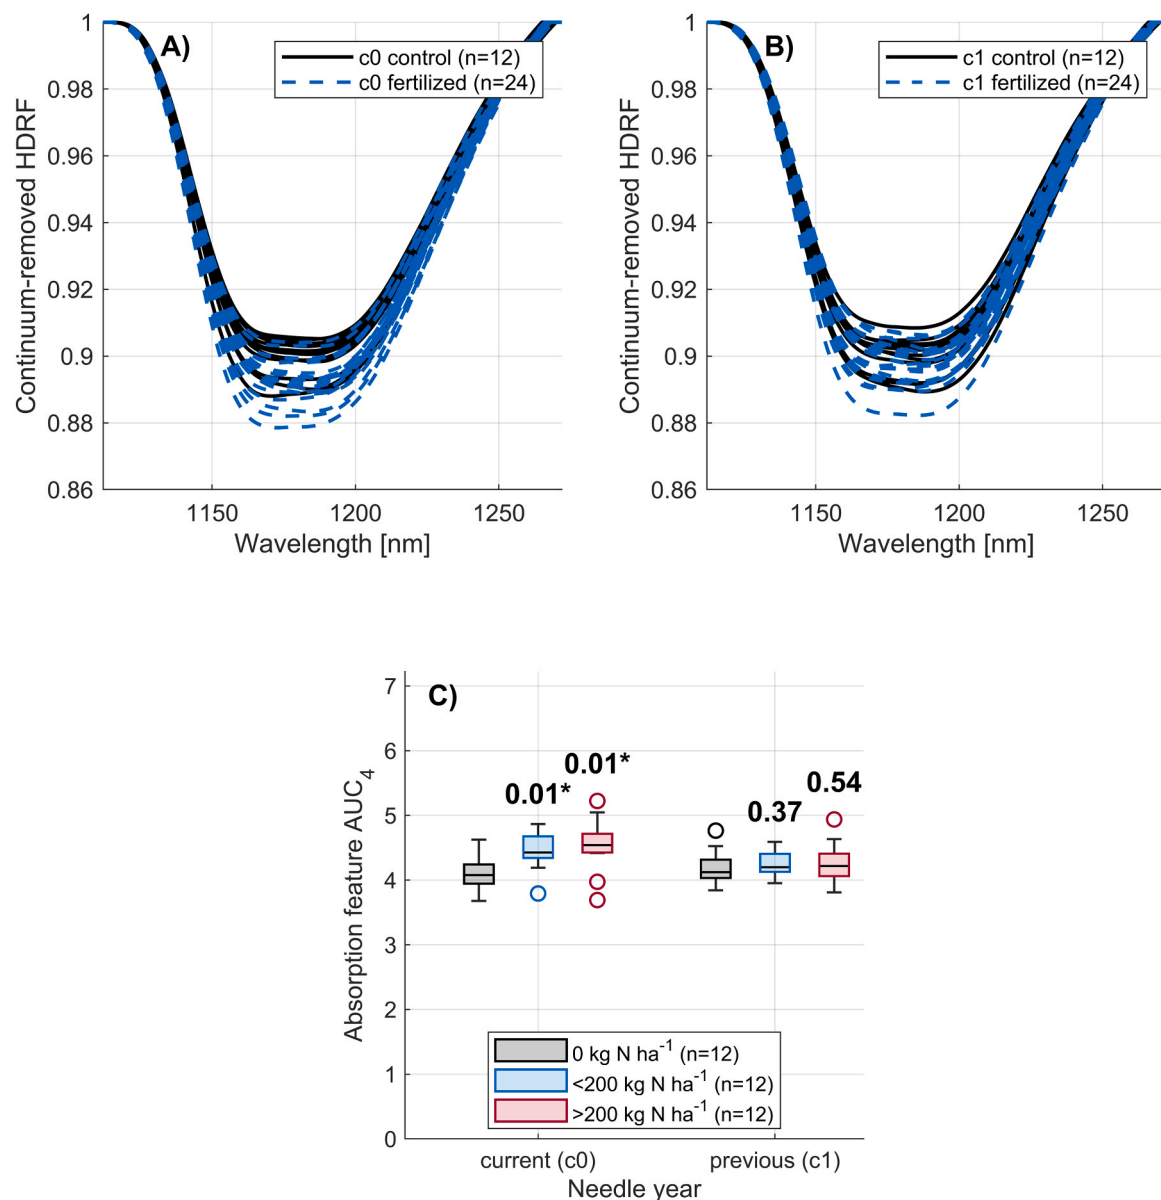 A)
c0 control (n=12)
c0 fertilized (n=24)
1
0.98
0.96
0.94
0.92
0.9
0.88
0.86
Continuum-removed HDRF
1150 1200 1250
Wavelength [nm]
B)
c1 control (n=12)
c1 fertilized (n=24)
1
0.98
0.96
0.94
0.92
0.9
0.88
0.86
Continuum-removed HDRF
1150 1200 1250
Wavelength [nm]
C)
7
6
5
4
3
2
1
0
Absorption feature AUC₄
0.01*
0.01*
0.37
0.54
0 kg N ha⁻¹ (n=12)
<200 kg N ha⁻¹ (n=12)
>200 kg N ha⁻¹ (n=12)
current (c0) previous (c1)
Needle year